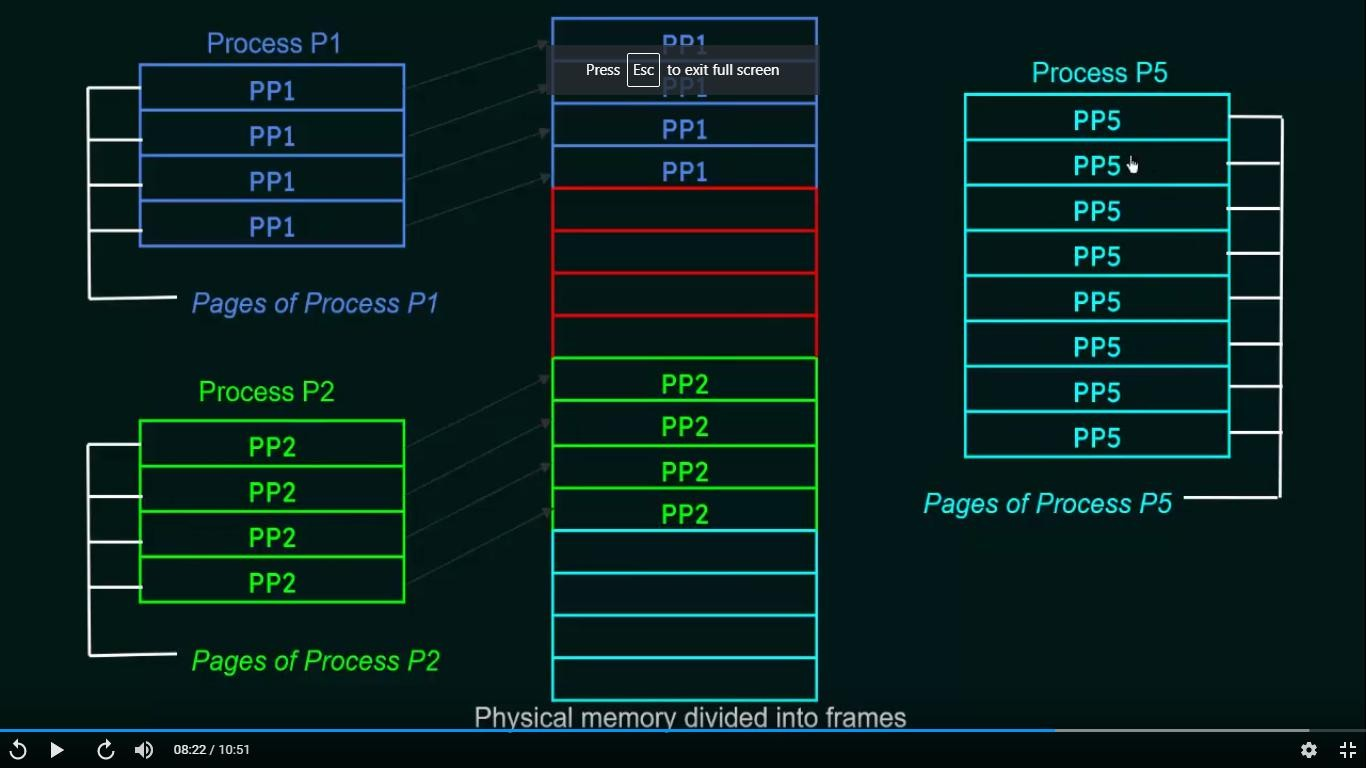 Process P1
PP1
PP1
PP1
PP1
Pages of Process P1
Process P2
PP2
PP2
PP2
PP2
Pages of Process P2
PP1
Press Esc to exit full screen
PP1
PP1
PP1
PP2
PP2
PP2
PP2
Physical memory divided into frames
Process P5
PP5
PP5
PP5
PP5
PP5
PP5
PP5
PP5
Pages of Process P5
08:22 / 10:51